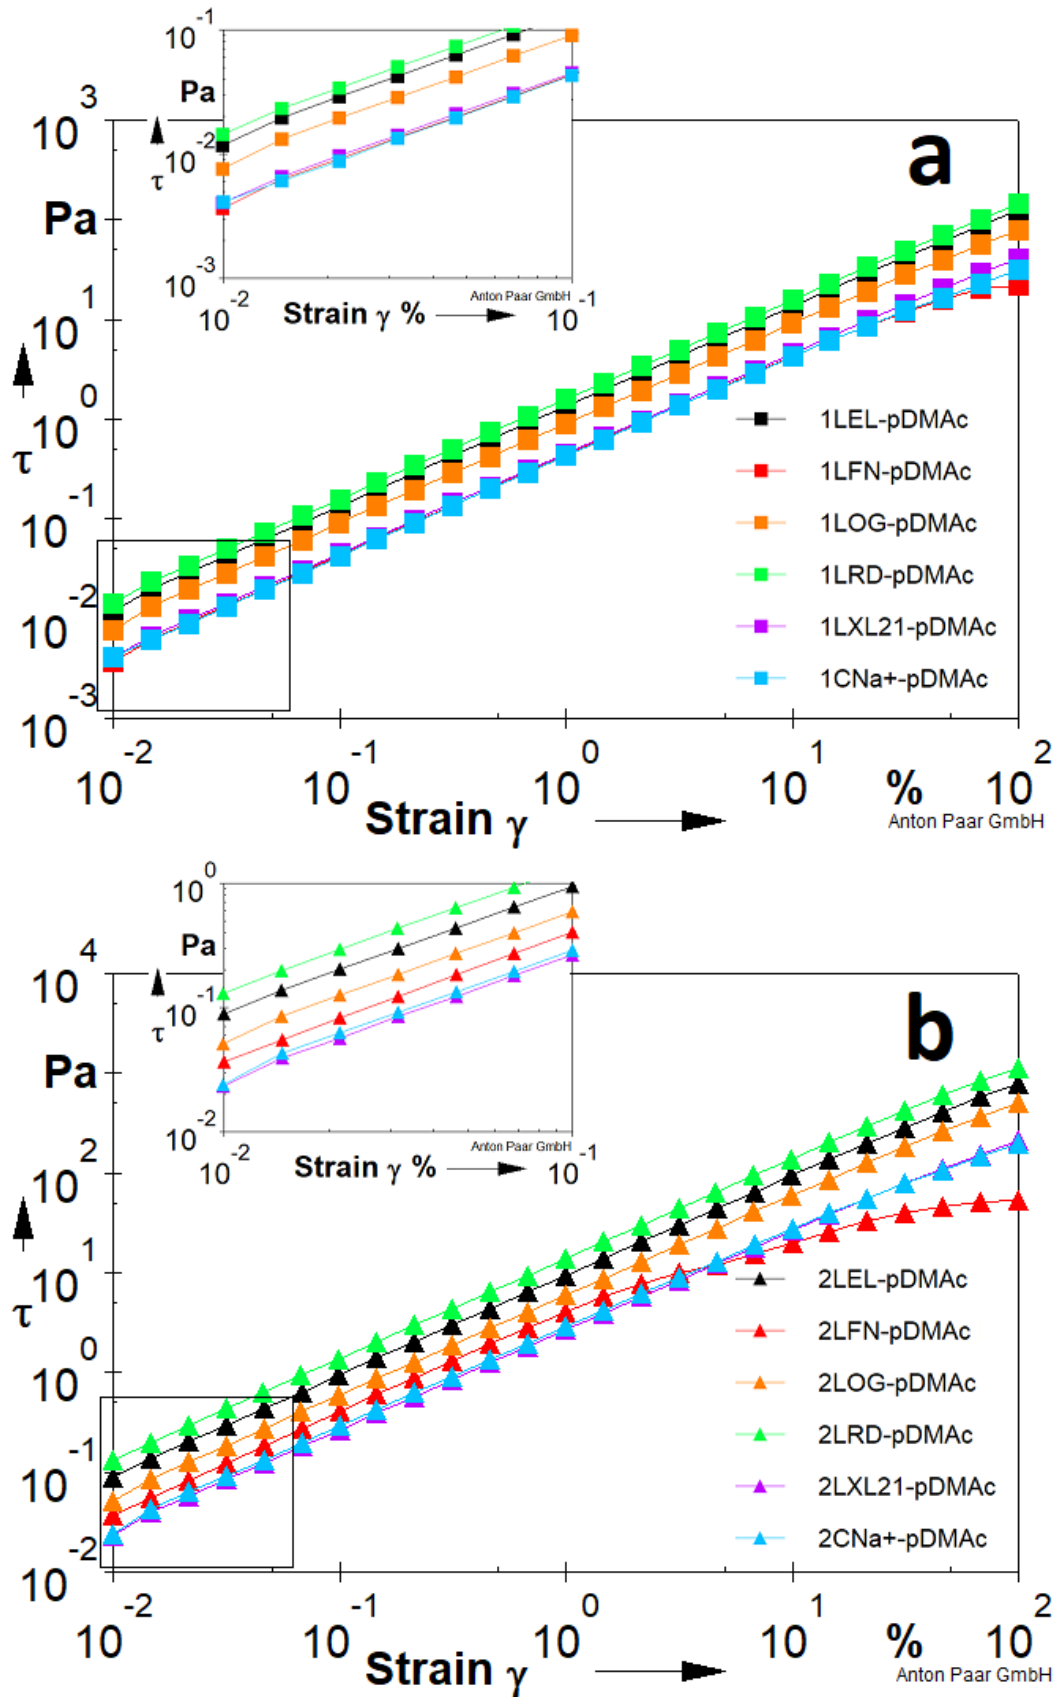 10^-1
Pa
10^-2
τ
10^-3
10^-2
Strain γ %
Anton Paar GmbH
10^-1
a
10^3
Pa
10^1
τ
10^0
10^-1
10^-2
10^-3
1LEL-pDMAc
1LFN-pDMAc
1LOG-pDMAc
1LRD-pDMAc
1LXL21-pDMAc
1CNa+-pDMAc
10^-2
10^-1
10^0
10^1
%
10^2
Strain γ
Anton Paar GmbH
10^0
Pa
10^-1
τ
10^-2
10^-2
Strain γ %
Anton Paar GmbH
10^-1
b
10^4
Pa
10^2
τ
10^1
10^0
10^-1
10^-2
2LEL-pDMAc
2LFN-pDMAc
2LOG-pDMAc
2LRD-pDMAc
2LXL21-pDMAc
2CNa+-pDMAc
10^-2
10^-1
10^0
10^1
%
10^2
Strain γ
Anton Paar GmbH